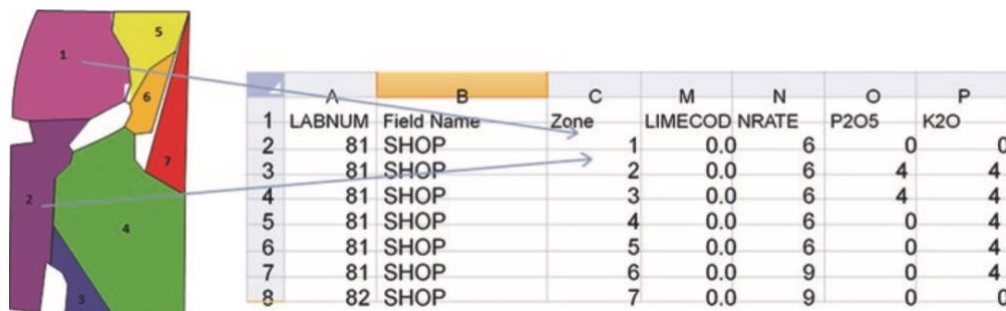 1
5
6
7
2
4
3
A B C M N O P
1 LABNUM Field Name Zone LIMECOD NRATE P2O5 K2O
2 81 SHOP 1 0.0 6 0 0
3 81 SHOP 2 0.0 6 4 4
4 81 SHOP 3 0.0 6 4 4
5 81 SHOP 4 0.0 6 0 4
6 81 SHOP 5 0.0 6 0 4
7 81 SHOP 6 0.0 9 0 4
8 82 SHOP 7 0.0 9 0 0